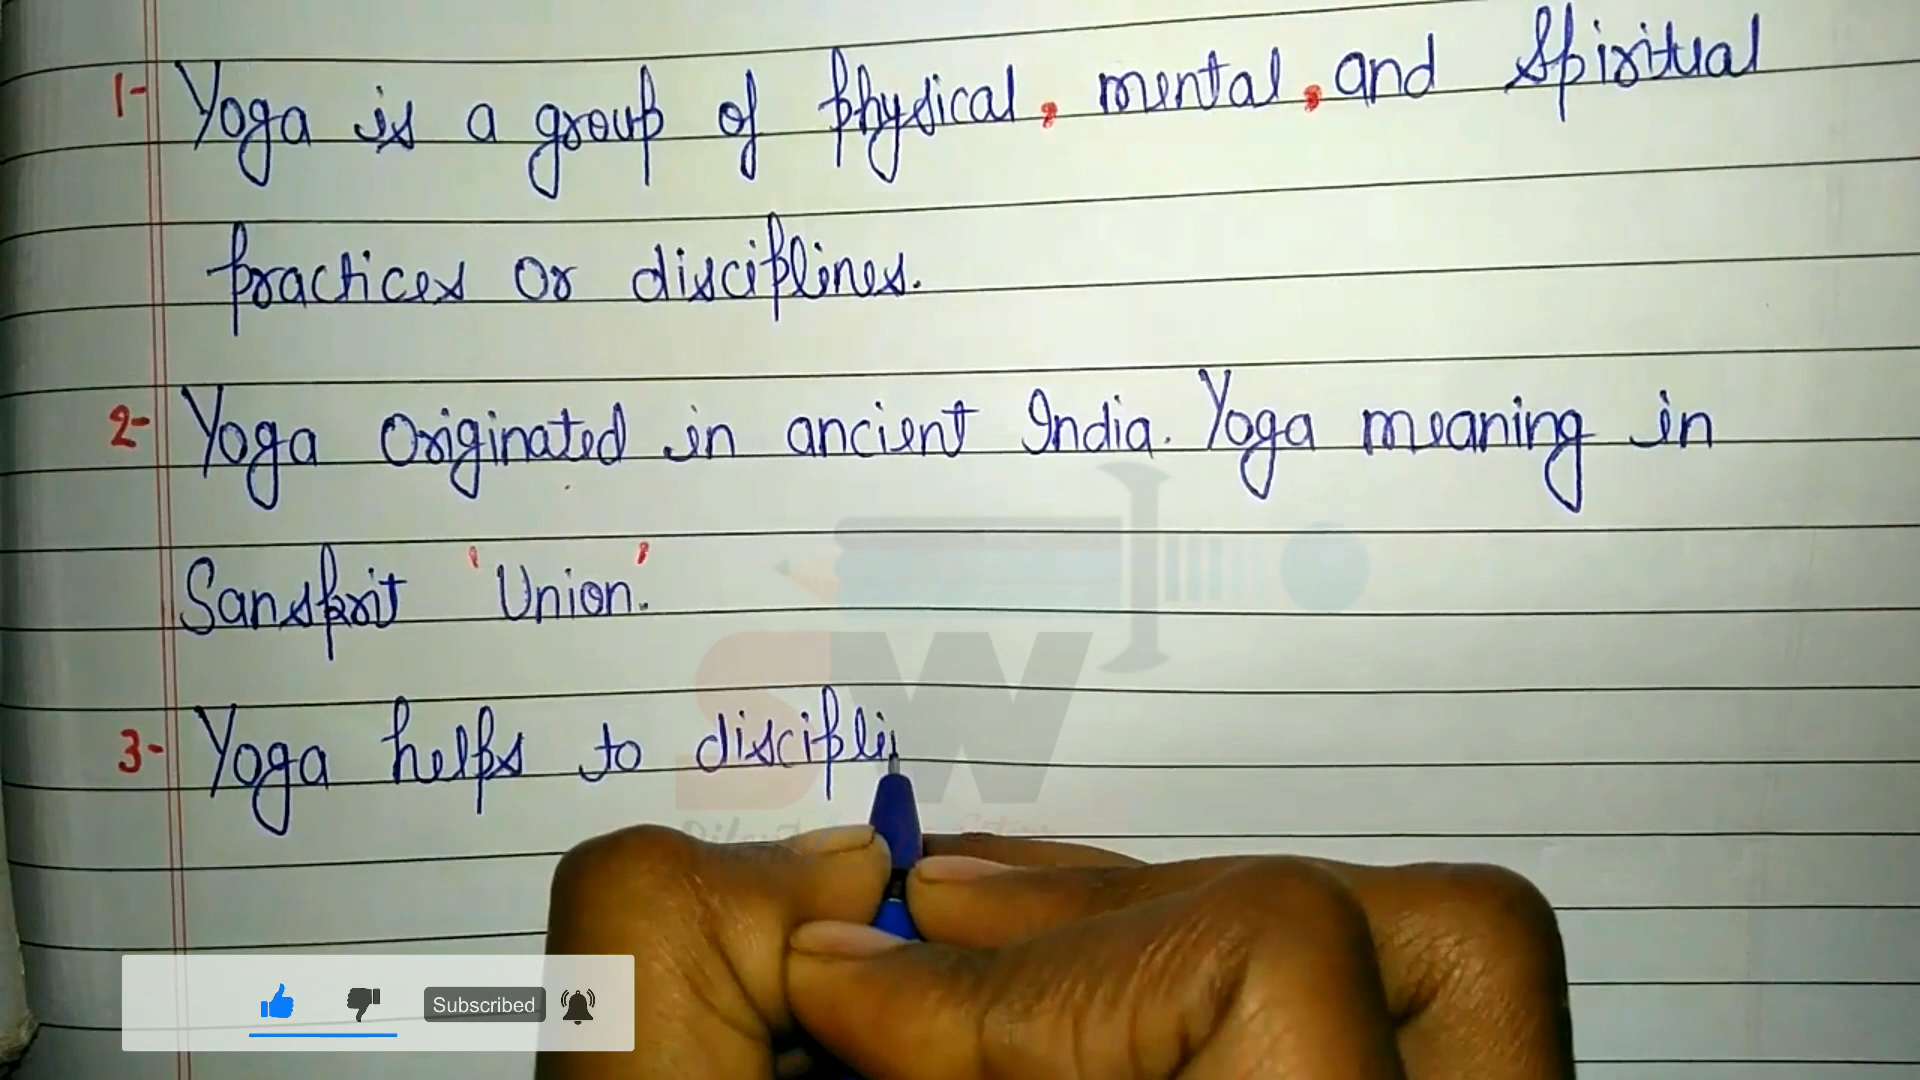 1- Yoga is a group of physical, mental, and Spiritual
practices or disciplines.
2- Yoga Originated in ancient India. Yoga meaning in
Sanskrit 'Union.'
3- Yoga helps to discipli
SW
Subscribed